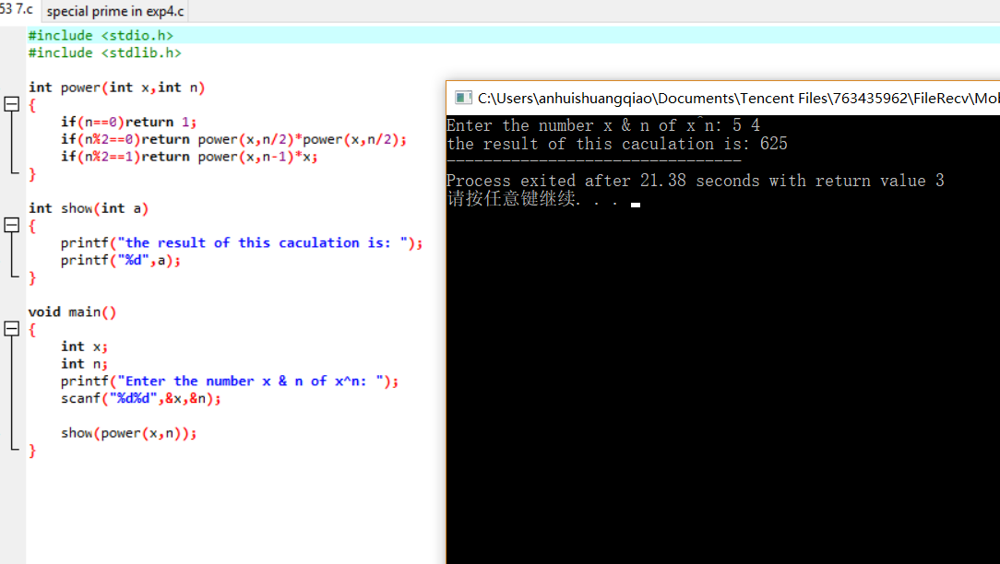 53 7.c special prime in exp4.c
#include <stdio.h>
#include <stdlib.h>
int power(int x,int n)
{
if(n==0)return 1;
if(n%2==0)return power(x,n/2)*power(x,n/2);
if(n%2==1)return power(x,n-1)*x;
}
int show(int a)
{
printf("the result of this caculation is: ");
printf("%d",a);
}
void main()
{
int x;
int n;
printf("Enter the number x & n of x^n: ");
scanf("%d%d",&x,&n);
show(power(x,n));
}
C:\Users\anhuishuangqiao\Documents\Tencent Files\763435962\FileRecv\Mol
Enter the number x & n of x^n: 5 4
the result of this caculation is: 625
--------------------------------
Process exited after 21.38 seconds with return value 3
请按任意键继续. . .